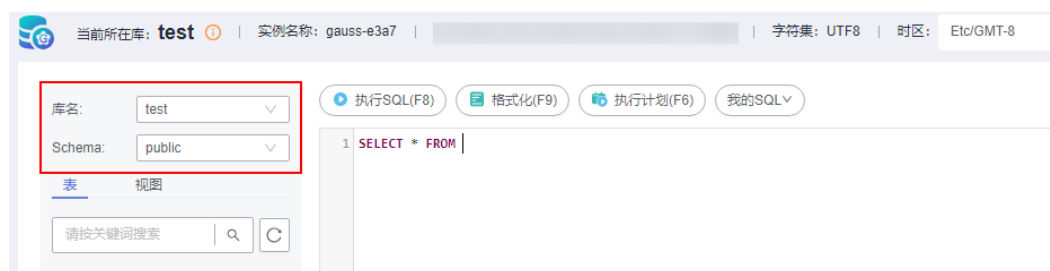 当前所在库: test | 实例名称: gauss-e3a7 | | 字符集: UTF8 | 时区: Etc/GMT-8
库名: test
Schema: public
表 视图
请按关键词搜索
执行SQL(F8) 格式化(F9) 执行计划(F6) 我的SQL
1 SELECT * FROM